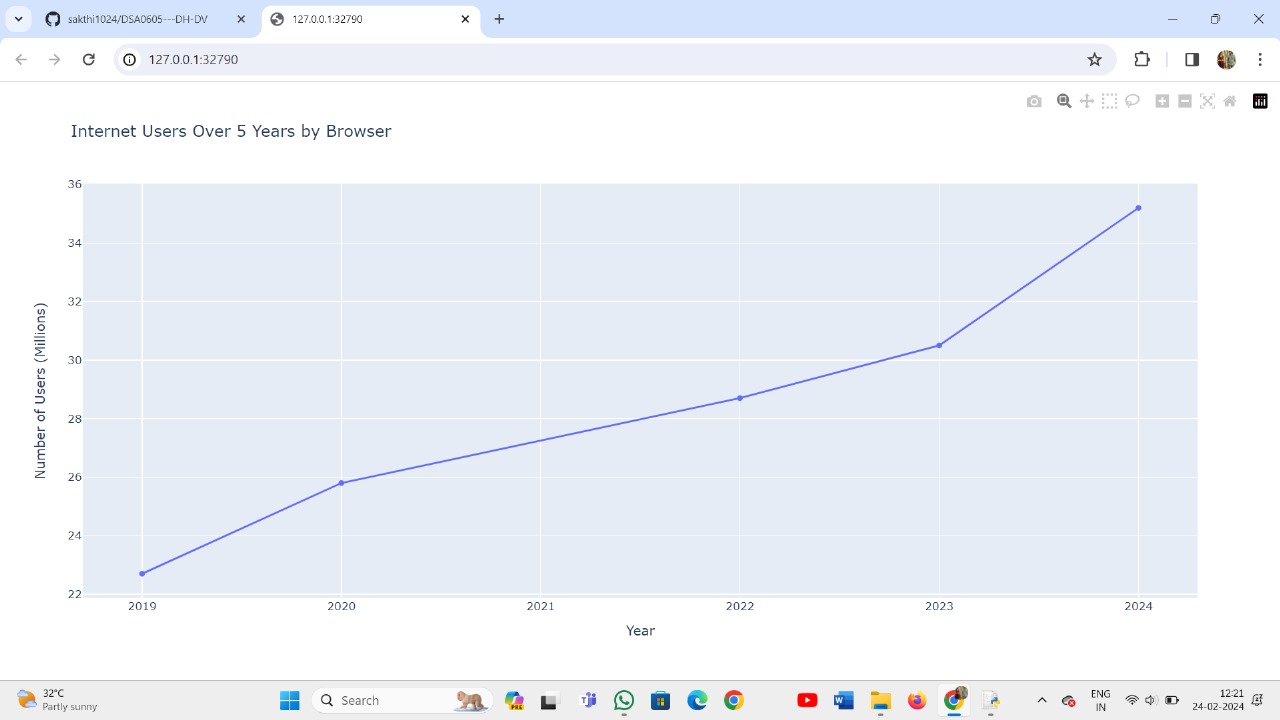 sakthi1024/DSA0605---DH-DV
127.0.0.1:32790
127.0.0.1:32790
Internet Users Over 5 Years by Browser
Number of Users (Millions)
36
34
32
30
28
26
24
22
2019 2020 2021 2022 2023 2024
Year
32°C
Partly sunny
Search
PRE
W
ENG
IN
12:21
24-02-2024